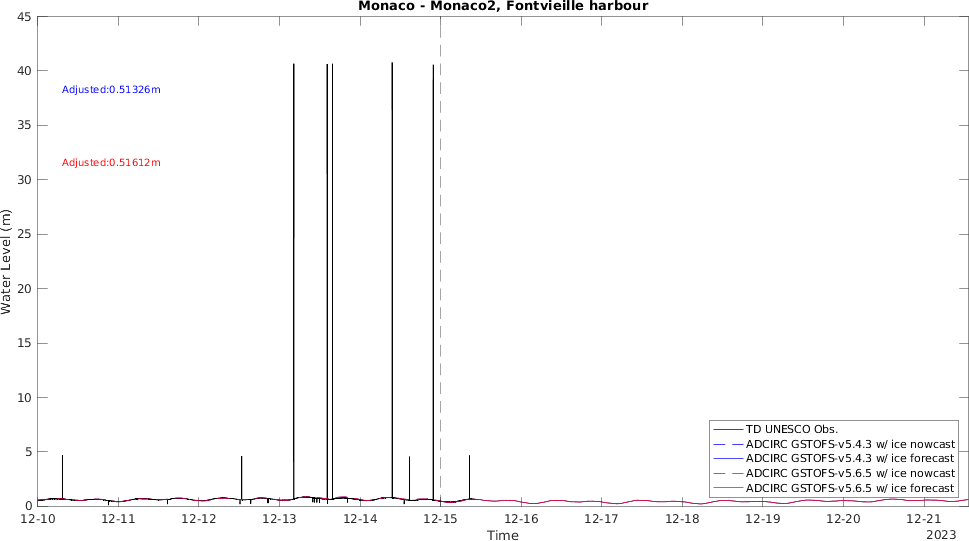 Monaco - Monaco2, Fontvieille harbour
45
40
35
30
25
20
15
10
5
0
Water Level (m)
Adjusted:0.51326m
Adjusted:0.51612m
TD UNESCO Obs.
ADCIRC GSTOFS-v5.4.3 w/ ice nowcast
ADCIRC GSTOFS-v5.4.3 w/ ice forecast
ADCIRC GSTOFS-v5.6.5 w/ ice nowcast
ADCIRC GSTOFS-v5.6.5 w/ ice forecast
12-10 12-11 12-12 12-13 12-14 12-15 12-16 12-17 12-18 12-19 12-20 12-21
2023
Time